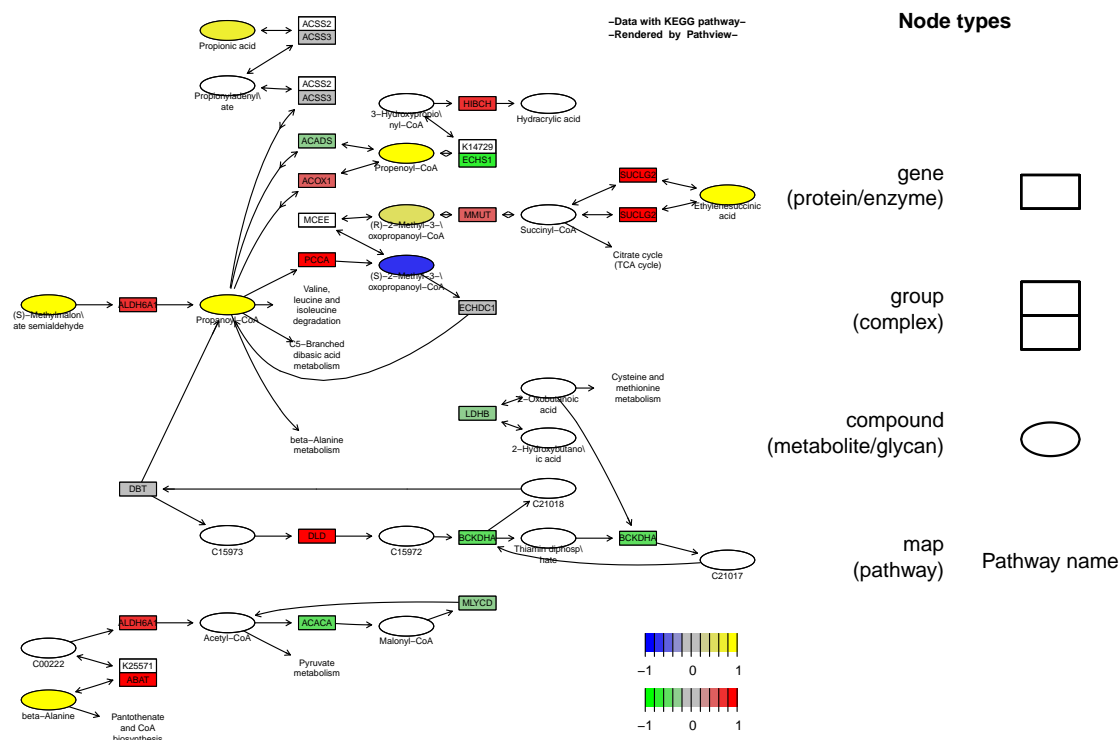 −Data with KEGG pathway−
−Rendered by Pathview−
Node types
ACSS2
ACSS3
Propionic acid
ACSS2
ACSS3
Propionyladenyl\
ate
HIBCH
3−Hydroxypropio\
nyl−CoA
Hydracrylic acid
ACADS
K14729
ECHS1
Propenoyl−CoA
ACOX1
SUCLG2
Ethylenesuccinic
acid
MCEE
(R)−2−Methyl−3−\
oxopropanoyl−CoA
MMUT
Succinyl−CoA
SUCLG2
Citrate cycle
(TCA cycle)
PCCA
(S)−2−Methyl−3−\
oxopropanoyl−CoA
Valine,
leucine and
isoleucine
degradation
ECHDC1
(S)−Methylmalon\
ate semialdehyde
ALDH6A1
Propanoyl−CoA
C5−Branched
dibasic acid
metabolism
Cysteine and
methionine
metabolism
2−Oxobutanoic
acid
LDHB
2−Hydroxybutano\
ic acid
beta−Alanine
metabolism
DBT
C21018
C15973
DLD
C15972
BCKDHA
Thiamin diphosp\
hate
BCKDHA
C21017
MLYCD
ALDH6A1
Acetyl−CoA
ACACA
Malonyl−CoA
C00222
K25571
ABAT
Pyruvate
metabolism
beta−Alanine
Pantothenate
and CoA
biosynthesis
gene
(protein/enzyme)
group
(complex)
compound
(metabolite/glycan)
map
(pathway)
Pathway name
−1 0 1
−1 0 1